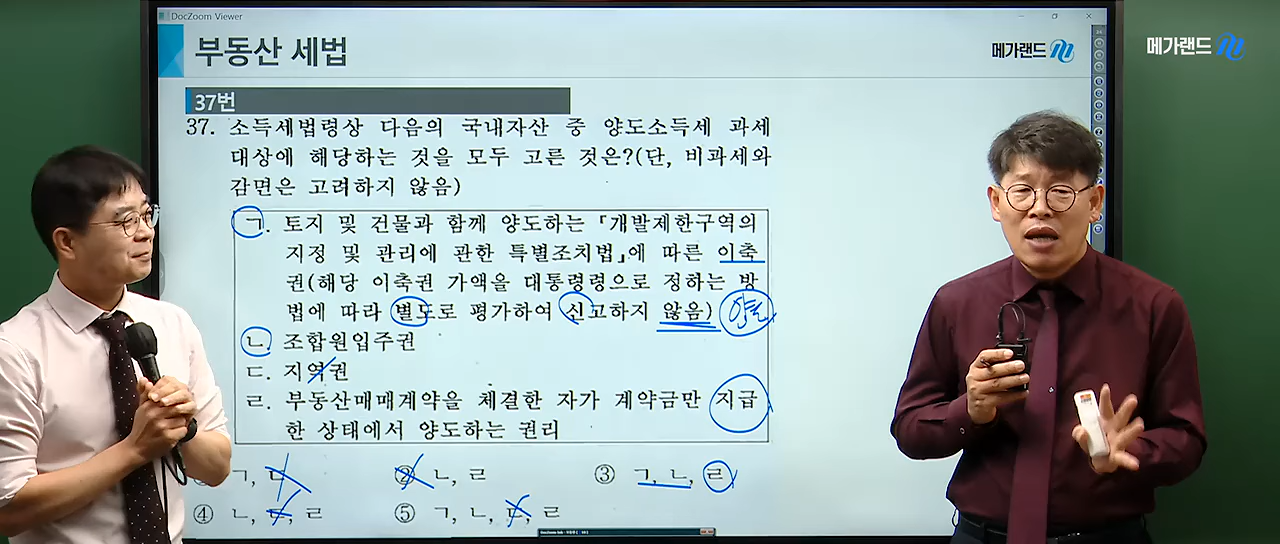 DocZoom Viewer
부동산 세법
메가랜드
메가랜드
37번
37. 소득세법령상 다음의 국내자산 중 양도소득세 과세
대상에 해당하는 것을 모두 고른 것은?(단, 비과세와
감면은 고려하지 않음)
ㄱ. 토지 및 건물과 함께 양도하는 「개발제한구역의
지정 및 관리에 관한 특별조치법」에 따른 이축
권(해당 이축권 가액을 대통령령으로 정하는 방
법에 따라 별도로 평가하여 신고하지 않음) 양도
ㄴ. 조합원입주권
ㄷ. 지역권
ㄹ. 부동산매매계약을 체결한 자가 계약금만 지급
한 상태에서 양도하는 권리
ㄱ, ㄷ ② ㄴ, ㄹ ③ ㄱ, ㄴ, ㄹ
④ ㄴ, ㄷ, ㄹ ⑤ ㄱ, ㄴ, ㄷ, ㄹ